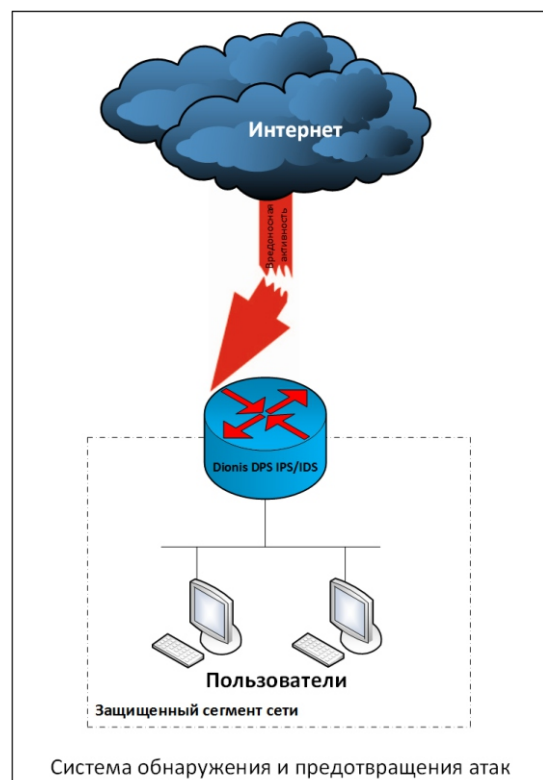 Интернет
Вредоносная
активность
Dionis DPS IPS/IDS
Пользователи
Защищенный сегмент сети
Система обнаружения и предотвращения атак